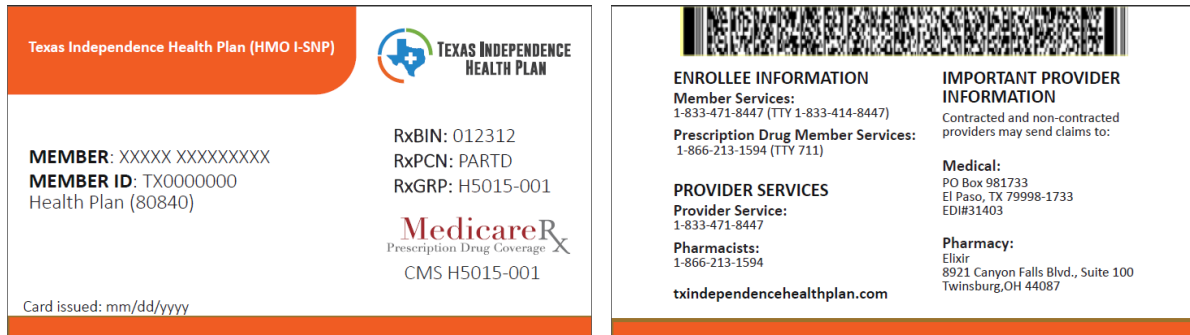 Texas Independence Health Plan (HMO I-SNP)
TEXAS INDEPENDENCE
HEALTH PLAN
MEMBER: XXXXX XXXXXXXXX
MEMBER ID: TX0000000
Health Plan (80840)
RxBIN: 012312
RxPCN: PARTD
RxGRP: H5015-001
MedicareRx
Prescription Drug Coverage
CMS H5015-001
Card issued: mm/dd/yyyy
ENROLLEE INFORMATION
Member Services:
1-833-471-8447 (TTY 1-833-414-8447)
Prescription Drug Member Services:
1-866-213-1594 (TTY 711)
PROVIDER SERVICES
Provider Service:
1-833-471-8447
Pharmacists:
1-866-213-1594
txindependencehealthplan.com
IMPORTANT PROVIDER
INFORMATION
Contracted and non-contracted
providers may send claims to:
Medical:
PO Box 981733
El Paso, TX 79998-1733
EDI#31403
Pharmacy:
Elixir
8921 Canyon Falls Blvd., Suite 100
Twinsburg,OH 44087